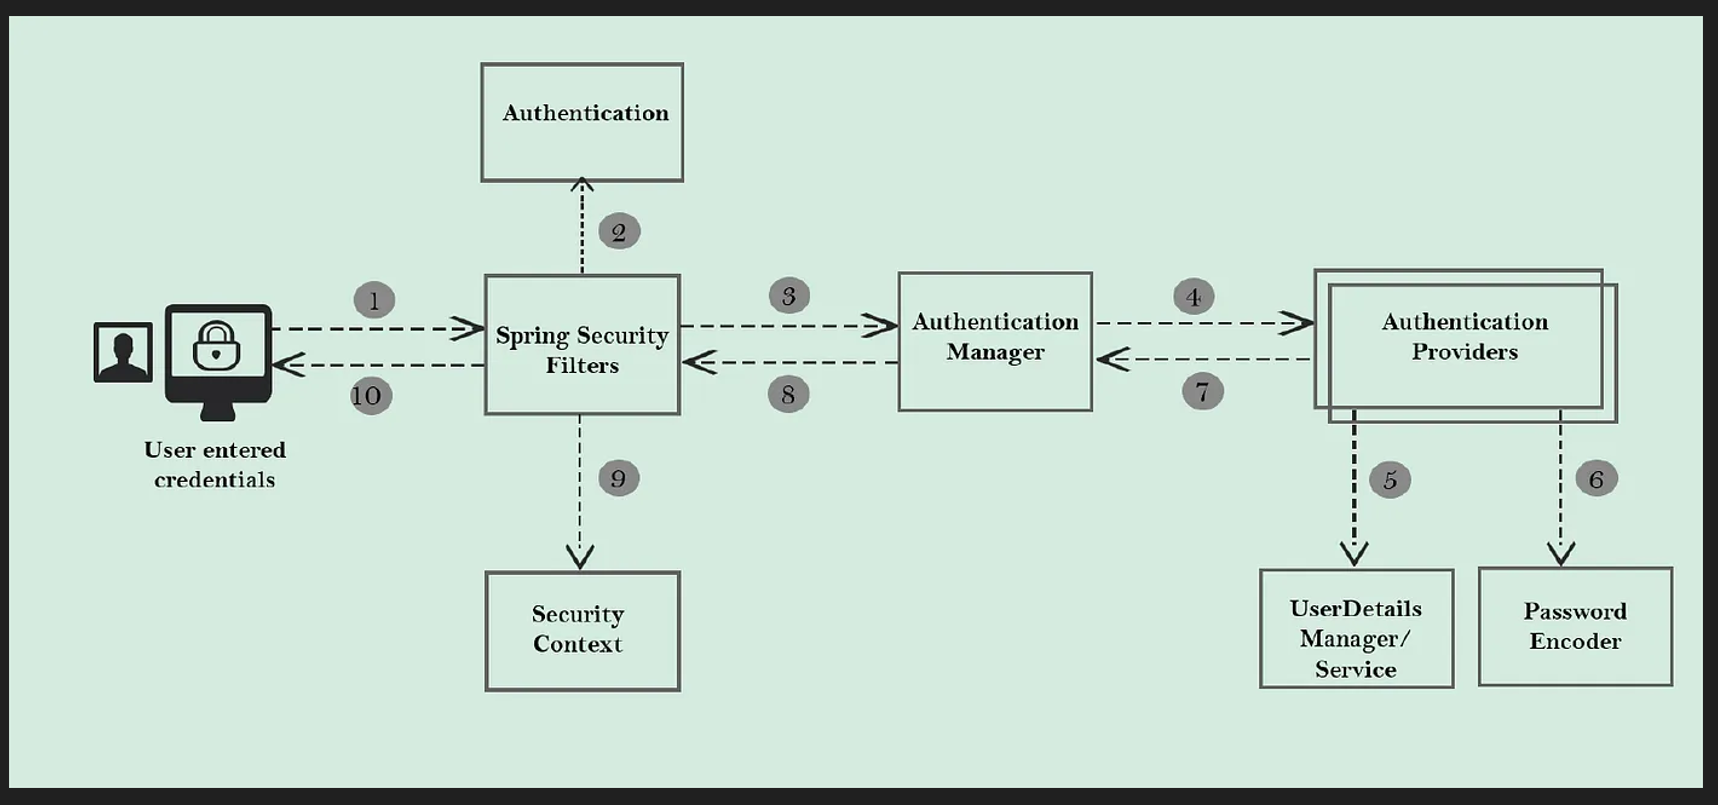 Authentication
2
1
3
4
Spring Security
Filters
Authentication
Manager
Authentication
Providers
10
8
7
User entered
credentials
9
5
6
Security
Context
UserDetails
Manager/
Service
Password
Encoder